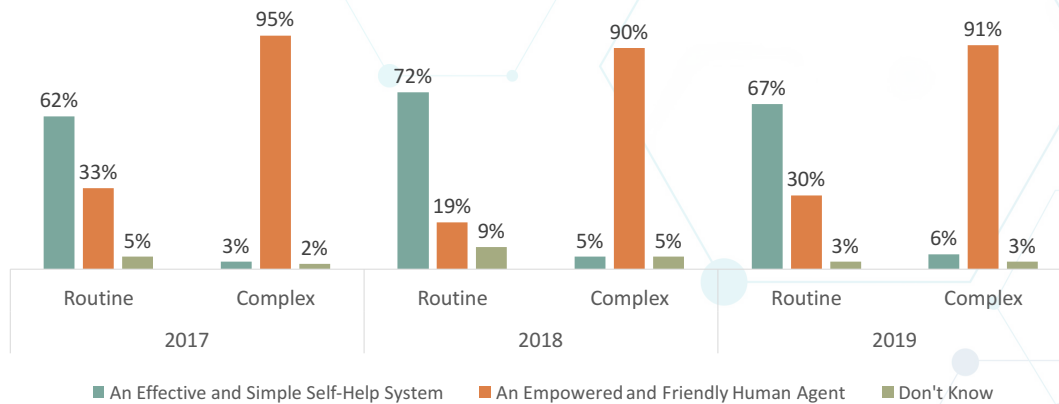 95%
90%
91%
72%
67%
62%
33%
30%
19%
5%
3%
2%
9%
5%
5%
3%
6%
3%
Routine
Complex
Routine
Complex
Routine
Complex
2017
2018
2019
An Effective and Simple Self-Help System
An Empowered and Friendly Human Agent
Don't Know